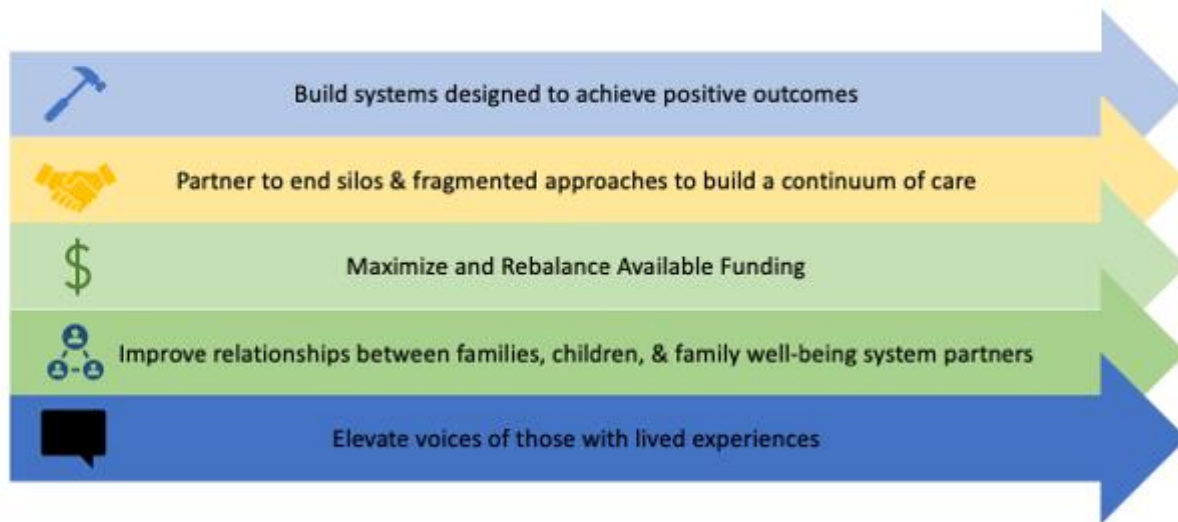 Build systems designed to achieve positive outcomes
Partner to end silos & fragmented approaches to build a continuum of care
$
Maximize and Rebalance Available Funding
Improve relationships between families, children, & family well-being system partners
Elevate voices of those with lived experiences